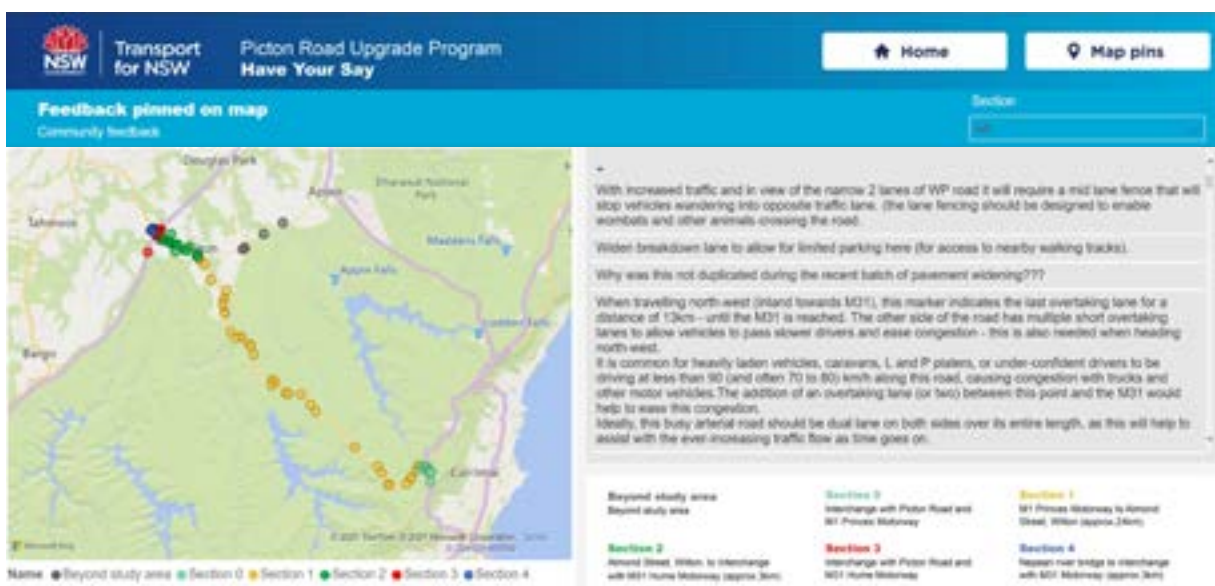 Transport
for NSW
NSW
Picton Road Upgrade Program
Have Your Say
Home
Map pins
Feedback pinned on map
Community feedback
Section
All
Douglas Park
Appin
Dharawal National
Park
Tahmoor
Maddens Falls
Appin Falls
Bargo
Corrimal
With increased traffic and in view of the narrow 2 lanes of WP road it will require a mid lane fence that will
stop vehicles wandering into opposite traffic lane. (the lane fencing should be designed to enable
wombats and other animals crossing the road.
Widen breakdown lane to allow for limited parking here (for access to nearby walking tracks).
Why was this not duplicated during the recent batch of pavement widening???
When travelling north west (inland towards M31), this marker indicates the last overtaking lane for a
distance of 13km - until the M31 is reached. The other side of the road has multiple short overtaking
lanes to allow vehicles to pass slower drivers and ease congestion - this is also needed when heading
north west.
It is common for heavily laden vehicles, caravans, L and P platers, or under-confident drivers to be
driving at less than 90 (and often 70 to 80) km/h along this road, causing congestion with trucks and
other motor vehicles. The addition of an overtaking lane (or two) between this point and the M31 would
help to ease this congestion.
Ideally, this busy arterial road should be dual lane on both sides over its entire length, as this will help to
assist with the ever-increasing traffic flow as time goes on.
Beyond study area
Beyond study area
Section 0
Interchange with Picton Road and
M1 Princes Motorway
Section 1
M1 Princes Motorway to Almond
Street, Wilton (approx 24km)
Section 2
Almond Street, Wilton, to interchange
with M31 Hume Motorway (approx 3km)
Section 3
Interchange with Picton Road and
M31 Hume Motorway
Section 4
Nepean river bridge to interchange
with M31 Motorway (approx 3km)
Name Beyond study area Section 0 Section 1 Section 2 Section 3 Section 4